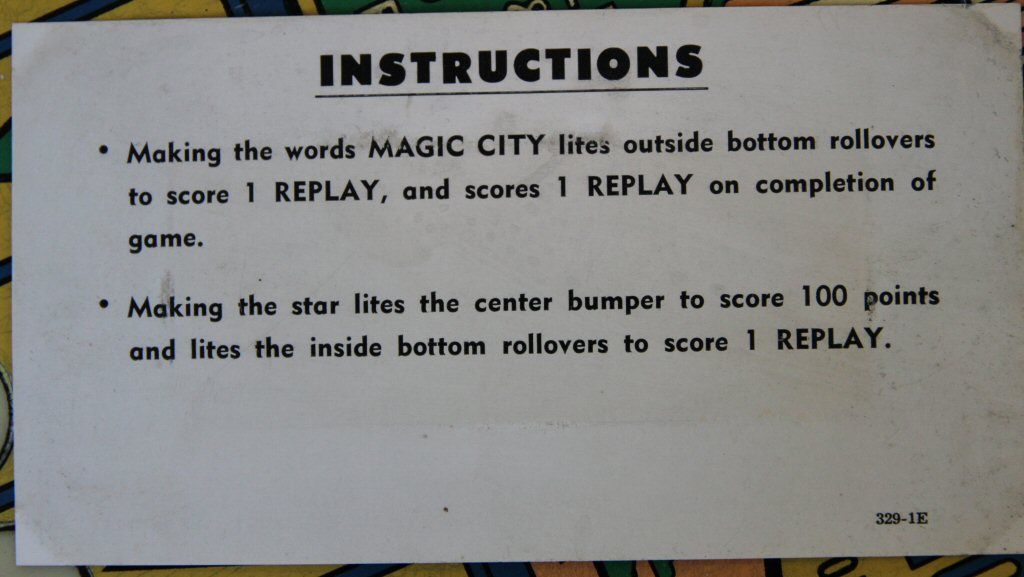 INSTRUCTIONS
• Making the words MAGIC CITY lites outside bottom rollovers
to score 1 REPLAY, and scores 1 REPLAY on completion of
game.
• Making the star lites the center bumper to score 100 points
and lites the inside bottom rollovers to score 1 REPLAY.
329-1E